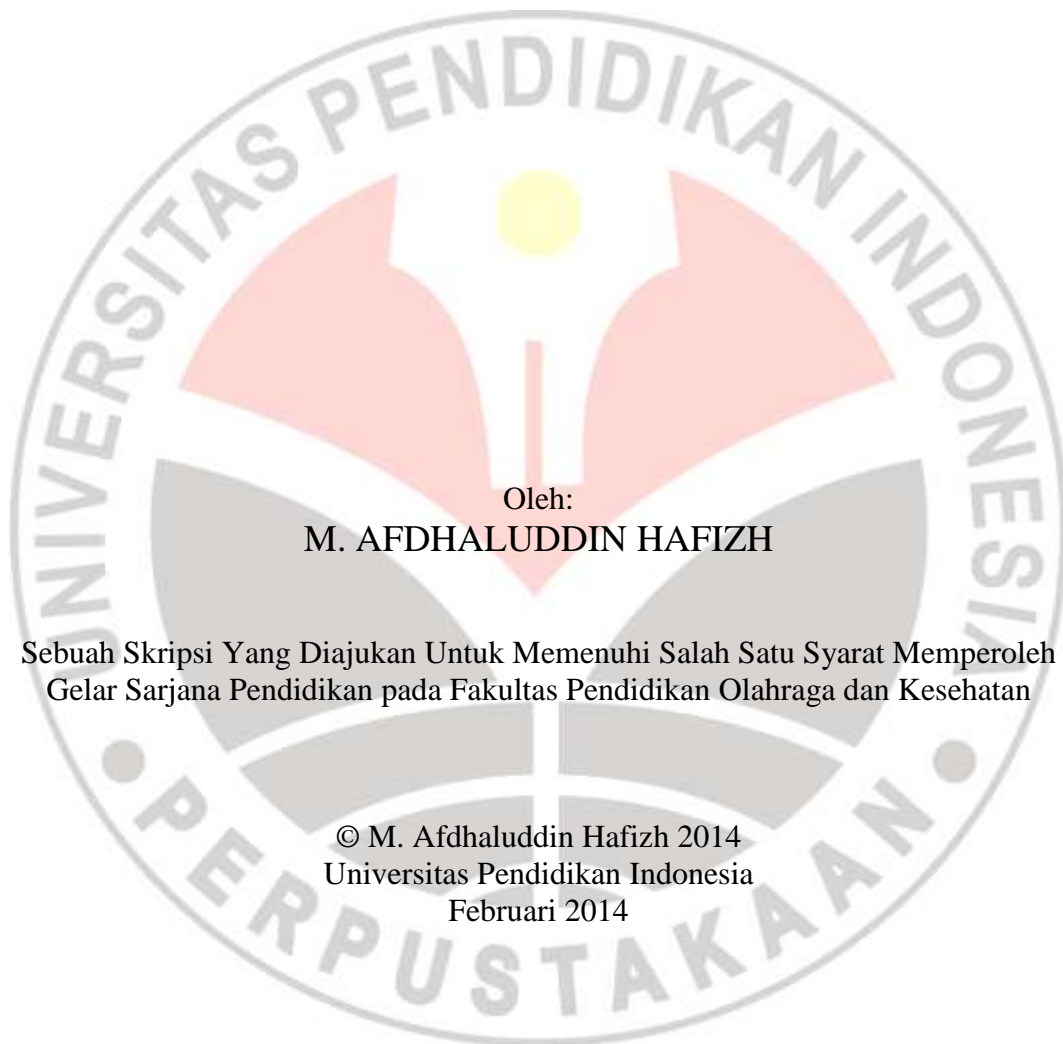 UNIVERSITAS PENDIDIKAN INDONESIA
Oleh:
M. AFDHALUDDIN HAFIZH
Sebuah Skripsi Yang Diajukan Untuk Memenuhi Salah Satu Syarat Memperoleh
Gelar Sarjana Pendidikan pada Fakultas Pendidikan Olahraga dan Kesehatan
© M. Afdhaluddin Hafizh 2014
Universitas Pendidikan Indonesia
Februari 2014
PERPUSTAKAAN